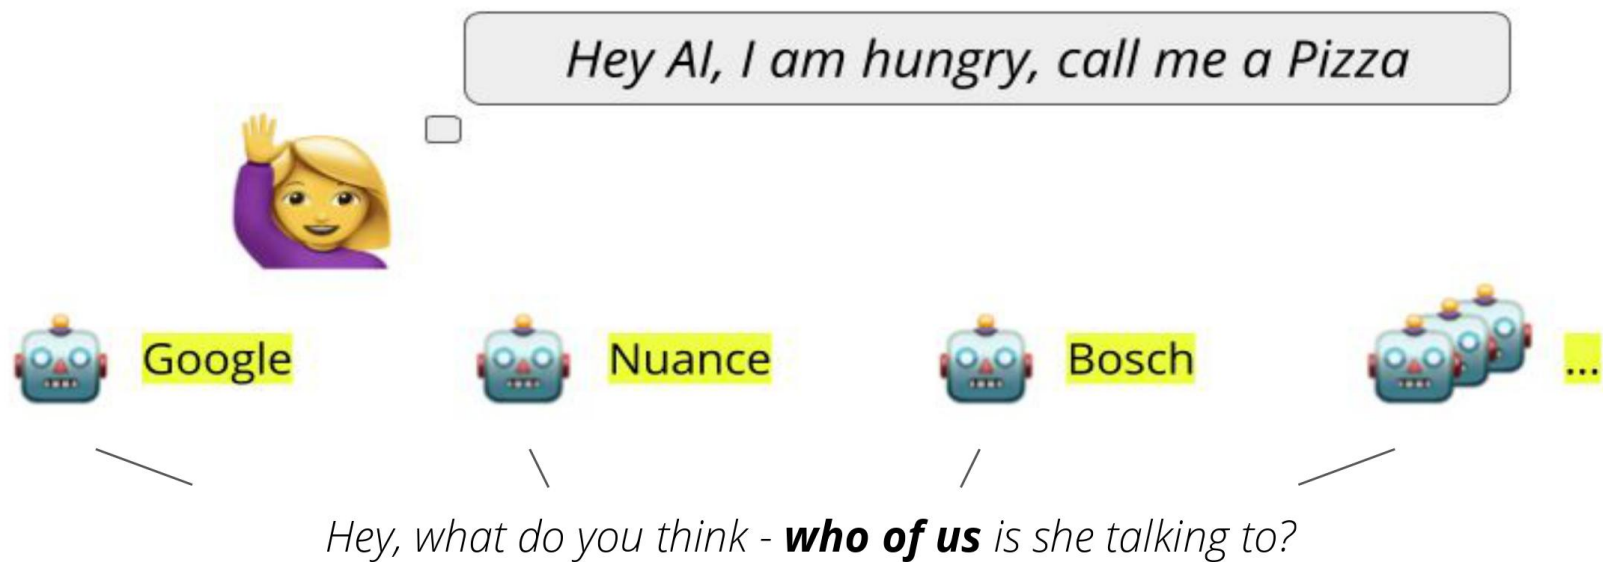 Hey AI, I am hungry, call me a Pizza
Google
Nuance
Bosch
...
Hey, what do you think - who of us is she talking to?